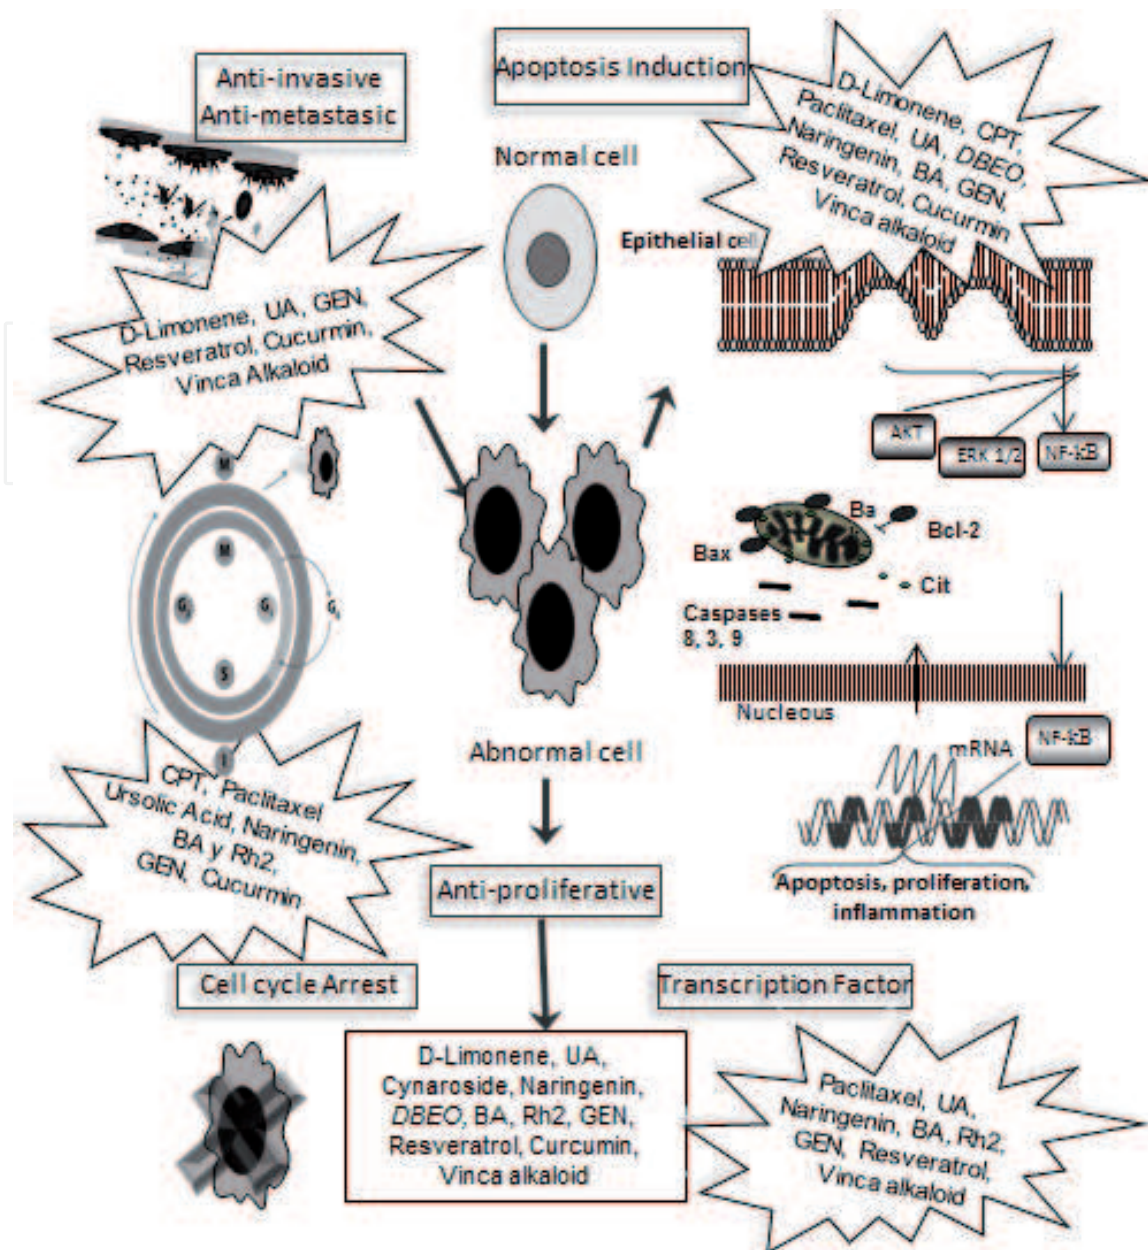 Anti-invasive
Anti-metastasic
Apoptosis Induction
D-Limonene, CPT,
Paclitaxel, UA, DBEO,
Naringenin, BA, GEN,
Resveratrol, Cucurmin
Vinca alkaloid
Normal cell
Epithelial cell
D-Limonene, UA, GEN,
Resveratrol, Cucurmin,
Vinca Alkaloid
AKT
ERK 1/2
NF-kB
M
M
G
G
S
I
Ba
Bcl-2
Bax
Cit
Caspases
8, 3, 9
Nucleous
mRNA
NF-kB
Abnormal cell
CPT, Paclitaxel
Ursolic Acid, Naringenin,
BA y Rh2,
GEN, Cucurmin
Anti-proliferative
Apoptosis, proliferation,
inflammation
Cell cycle Arrest
Transcription Factor
D-Limonene, UA,
Cynaroside, Naringenin,
DBEO, BA, Rh2, GEN,
Resveratrol, Curcumin,
Vinca alkaloid
Paclitaxel, UA,
Naringenin, BA, Rh2,
GEN, Resveratrol,
Vinca alkaloid